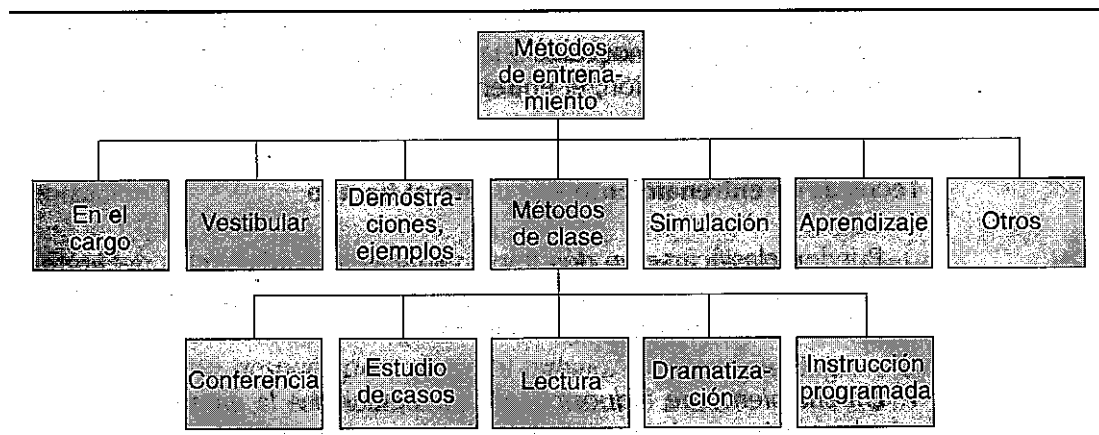 Métodos
de entrena-
miento
En el
cargo
Vestibular
Demostra-
ciones,
ejemplos
Métodos
de clase
Simulación
Aprendizaje
Otros
Conferencia
Estudio
de casos
Lectura
Dramatiza-
ción
Instrucción
programada